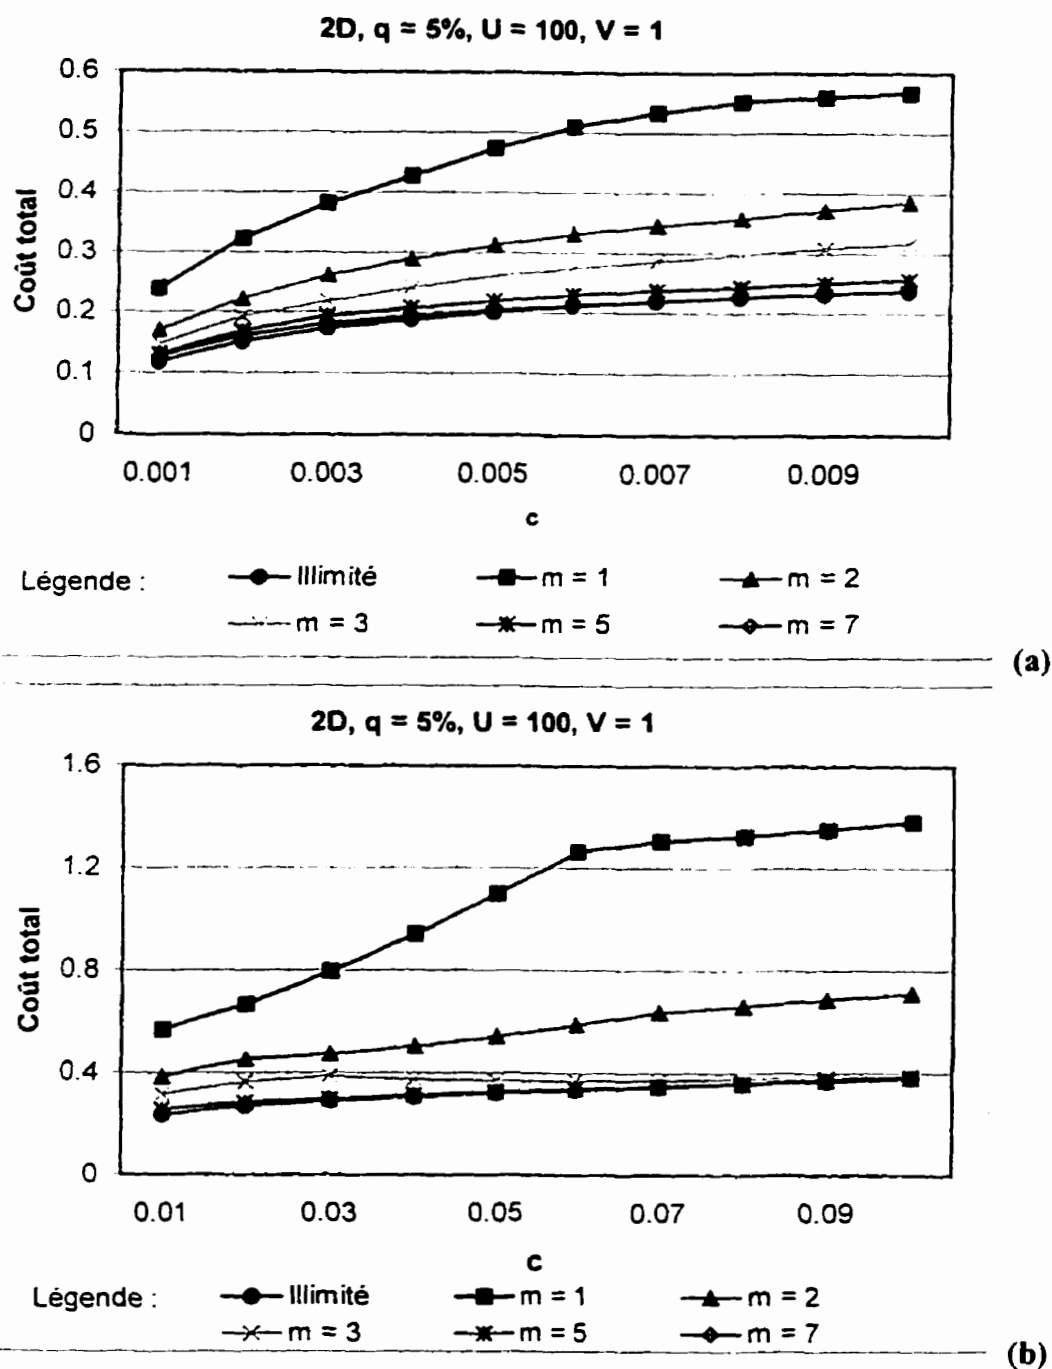 2D, q = 5%, U = 100, V = 1
0.6
0.5
0.4
0.3
0.2
0.1
0
Coût total
0.001 0.003 0.005 0.007 0.009
c
Légende : Illimité m = 1 m = 2
m = 3 m = 5 m = 7
(a)
2D, q = 5%, U = 100, V = 1
1.6
1.2
0.8
0.4
0
Coût total
0.01 0.03 0.05 0.07 0.09
c
Légende : Illimité m = 1 m = 2
m = 3 m = 5 m = 7
(b)